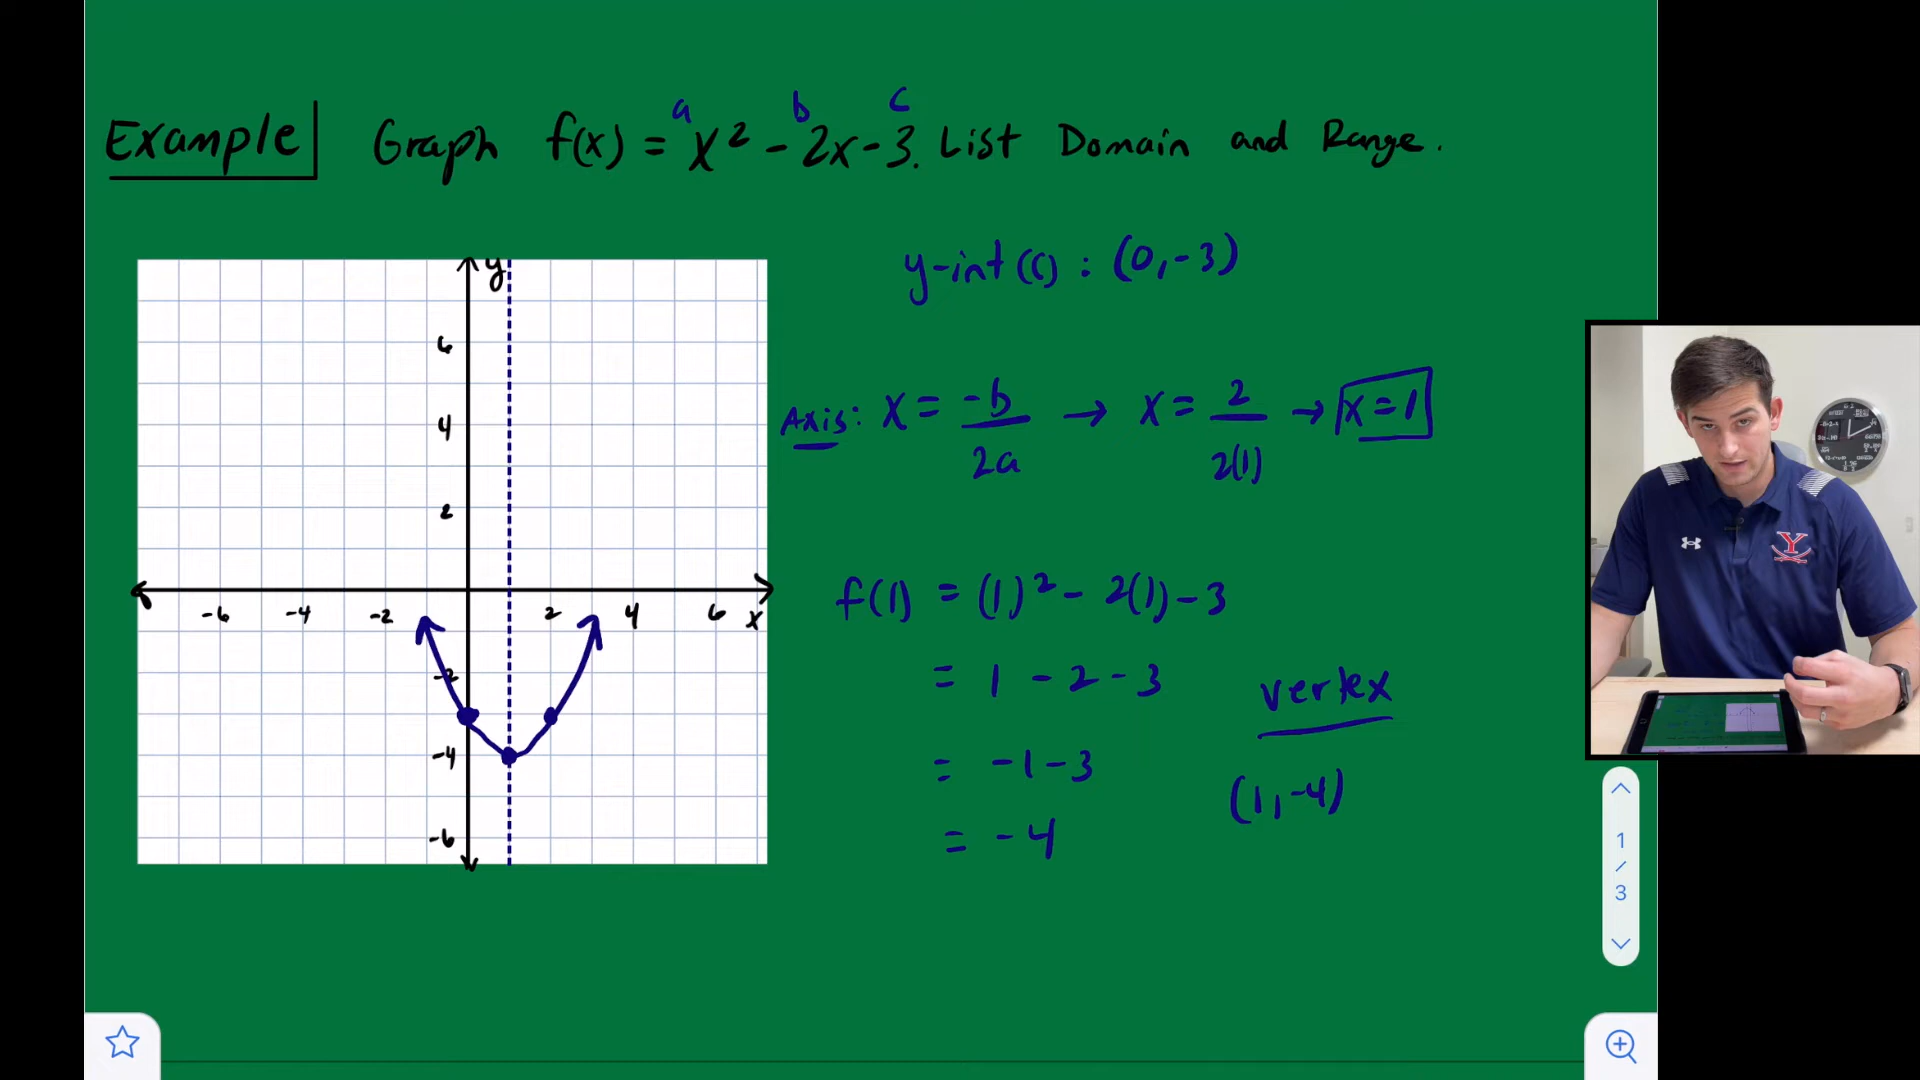 a b c
Example Graph f(x) = x² - 2x - 3. List Domain and Range.
y-int (c) : (0, -3)
Axis: x = -b/2a → x = 2/2(1) → x = 1
f(1) = (1)² - 2(1) - 3
= 1 - 2 - 3
= -1 - 3
= -4
vertex
(1, -4)
y
6
4
2
-6 -4 -2 2 4 6 x
-2
-4
-6
Y
1
/
3